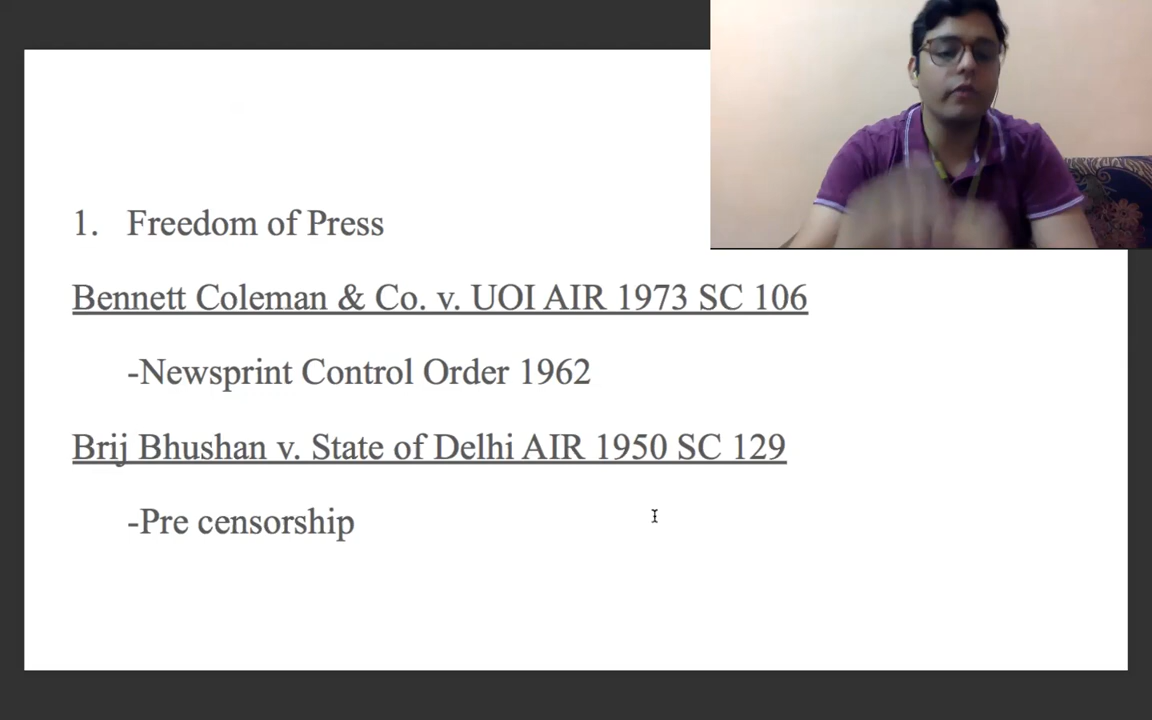 1. Freedom of Press
Bennett Coleman & Co. v. UOI AIR 1973 SC 106
-Newsprint Control Order 1962
Brij Bhushan v. State of Delhi AIR 1950 SC 129
-Pre censorship